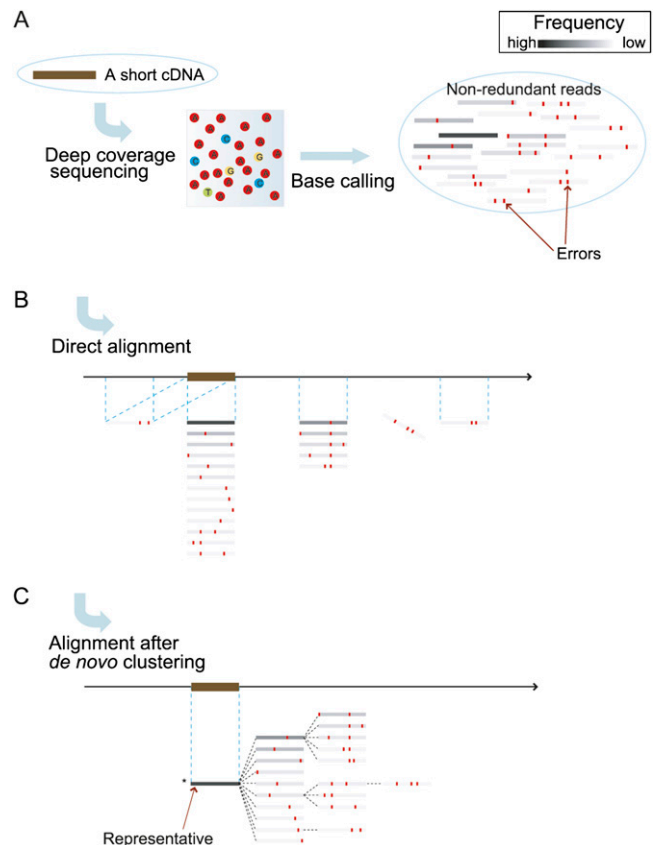 A
Frequency
high
low
A short cDNA
Non-redundant reads
Deep coverage
sequencing
C
G
G
C
T
Base calling
Errors
B
Direct alignment
C
Alignment after
de novo clustering
*
Representative